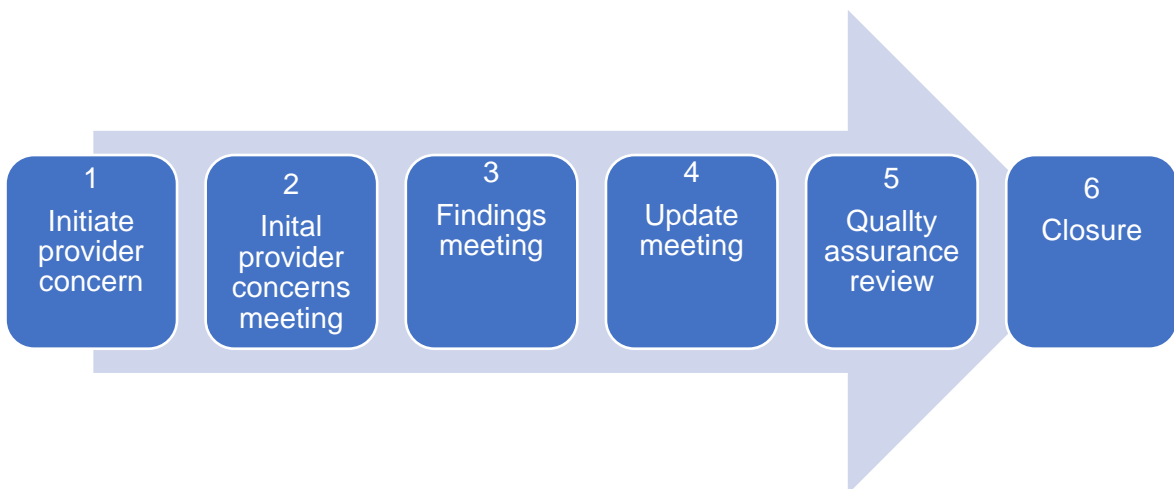 1
Initiate
provider
concern
2
Inital
provider
concerns
meeting
3
Findings
meeting
4
Update
meeting
5
Quallty
assurance
review
6
Closure